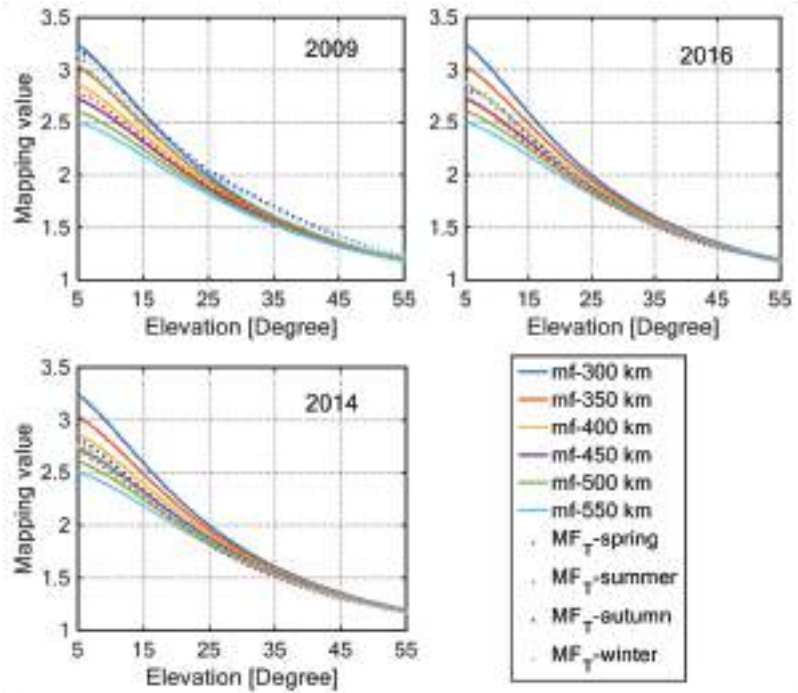 3.5
3
2.5
2
1.5
1
Mapping value
2009
5 15 25 35 45 55
Elevation [Degree]
3.5
3
2.5
2
1.5
1
2016
5 15 25 35 45 55
Elevation [Degree]
3.5
3
2.5
2
1.5
1
Mapping value
2014
5 15 25 35 45 55
Elevation [Degree]
mf-300 km
mf-350 km
mf-400 km
mf-450 km
mf-500 km
mf-550 km
MF_T-spring
MF_T-summer
MF_T-autumn
MF_T-winter